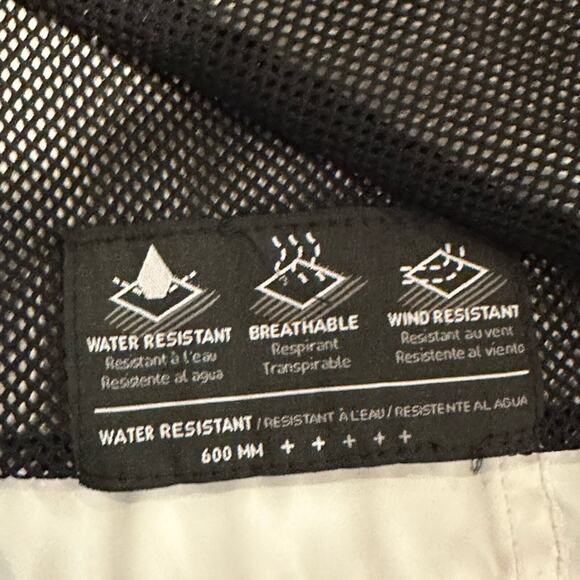 WATER RESISTANT
Resistant à l'eau
Resistente al agua
BREATHABLE
Respirant
Transpirable
WIND RESISTANT
Resistant au vent
Resistente al viento
WATER RESISTANT / RESISTANT À L'EAU / RESISTENTE AL AGUA
600 MM + + + + +